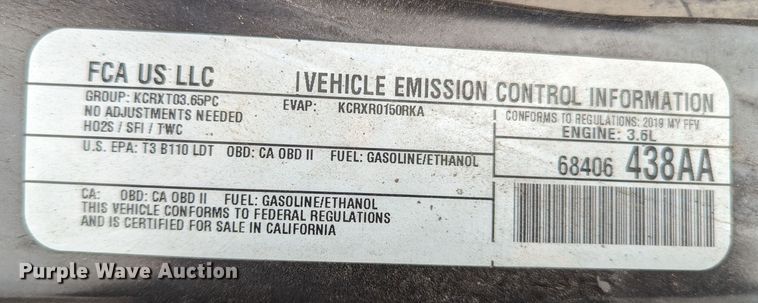 FCA US LLC
VEHICLE EMISSION CONTROL INFORMATION
GROUP: KCRXT03.65PC
EVAP: KCRXR0150RKA
NO ADJUSTMENTS NEEDED
HO2S / SFI / TWC
CONFORMS TO REGULATIONS: 2019 MY FFV
ENGINE: 3.6L
U.S. EPA: T3 B110 LDT OBD: CA OBD II FUEL: GASOLINE/ETHANOL
68406 438AA
CA: OBD: CA OBD II FUEL: GASOLINE/ETHANOL
THIS VEHICLE CONFORMS TO FEDERAL REGULATIONS
AND IS CERTIFIED FOR SALE IN CALIFORNIA
Purple Wave Auction